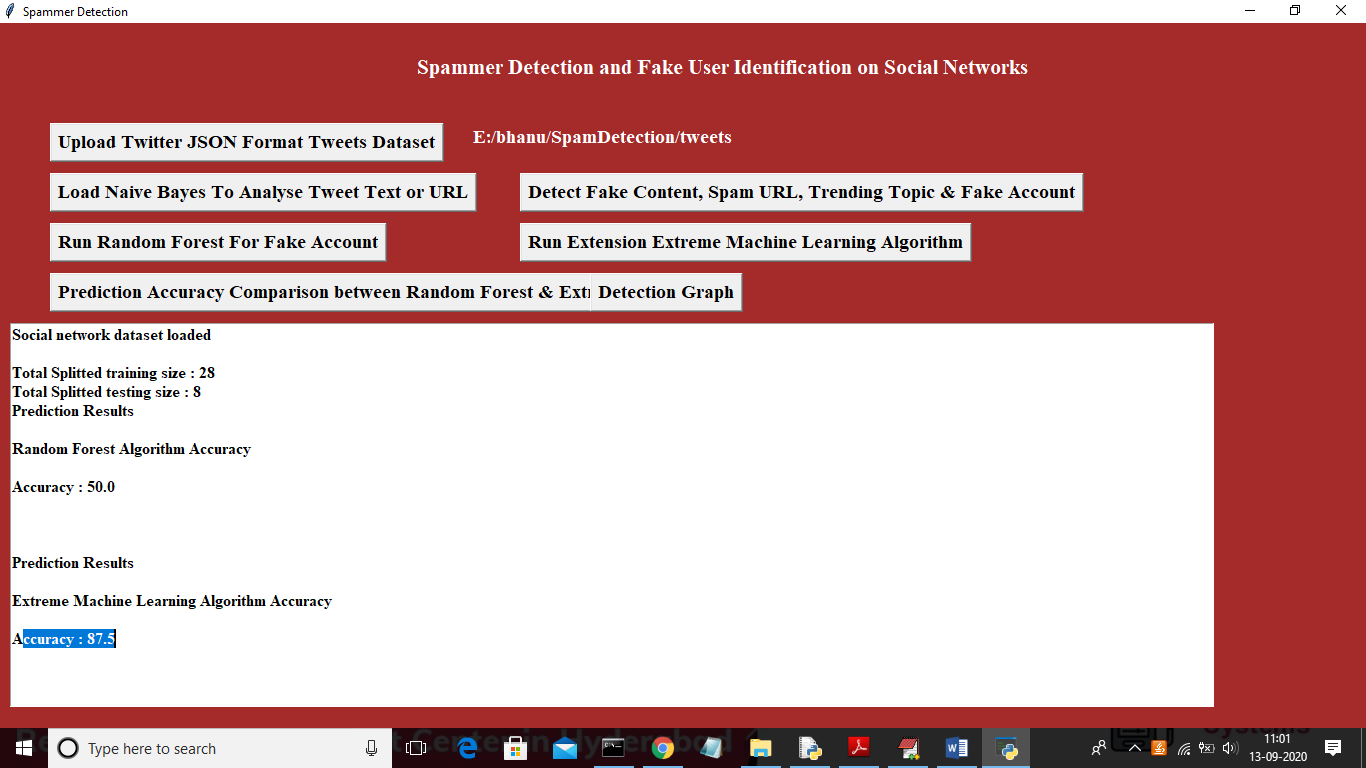 Spammer Detection
Spammer Detection and Fake User Identification on Social Networks
Upload Twitter JSON Format Tweets Dataset
E:/bhanu/SpamDetection/tweets
Load Naive Bayes To Analyse Tweet Text or URL
Detect Fake Content, Spam URL, Trending Topic & Fake Account
Run Random Forest For Fake Account
Run Extension Extreme Machine Learning Algorithm
Prediction Accuracy Comparison between Random Forest & Ext
Detection Graph
Social network dataset loaded
Total Splitted training size : 28
Total Splitted testing size : 8
Prediction Results
Random Forest Algorithm Accuracy
Accuracy : 50.0
Prediction Results
Extreme Machine Learning Algorithm Accuracy
Accuracy : 87.5
Type here to search
11:01
13-09-2020